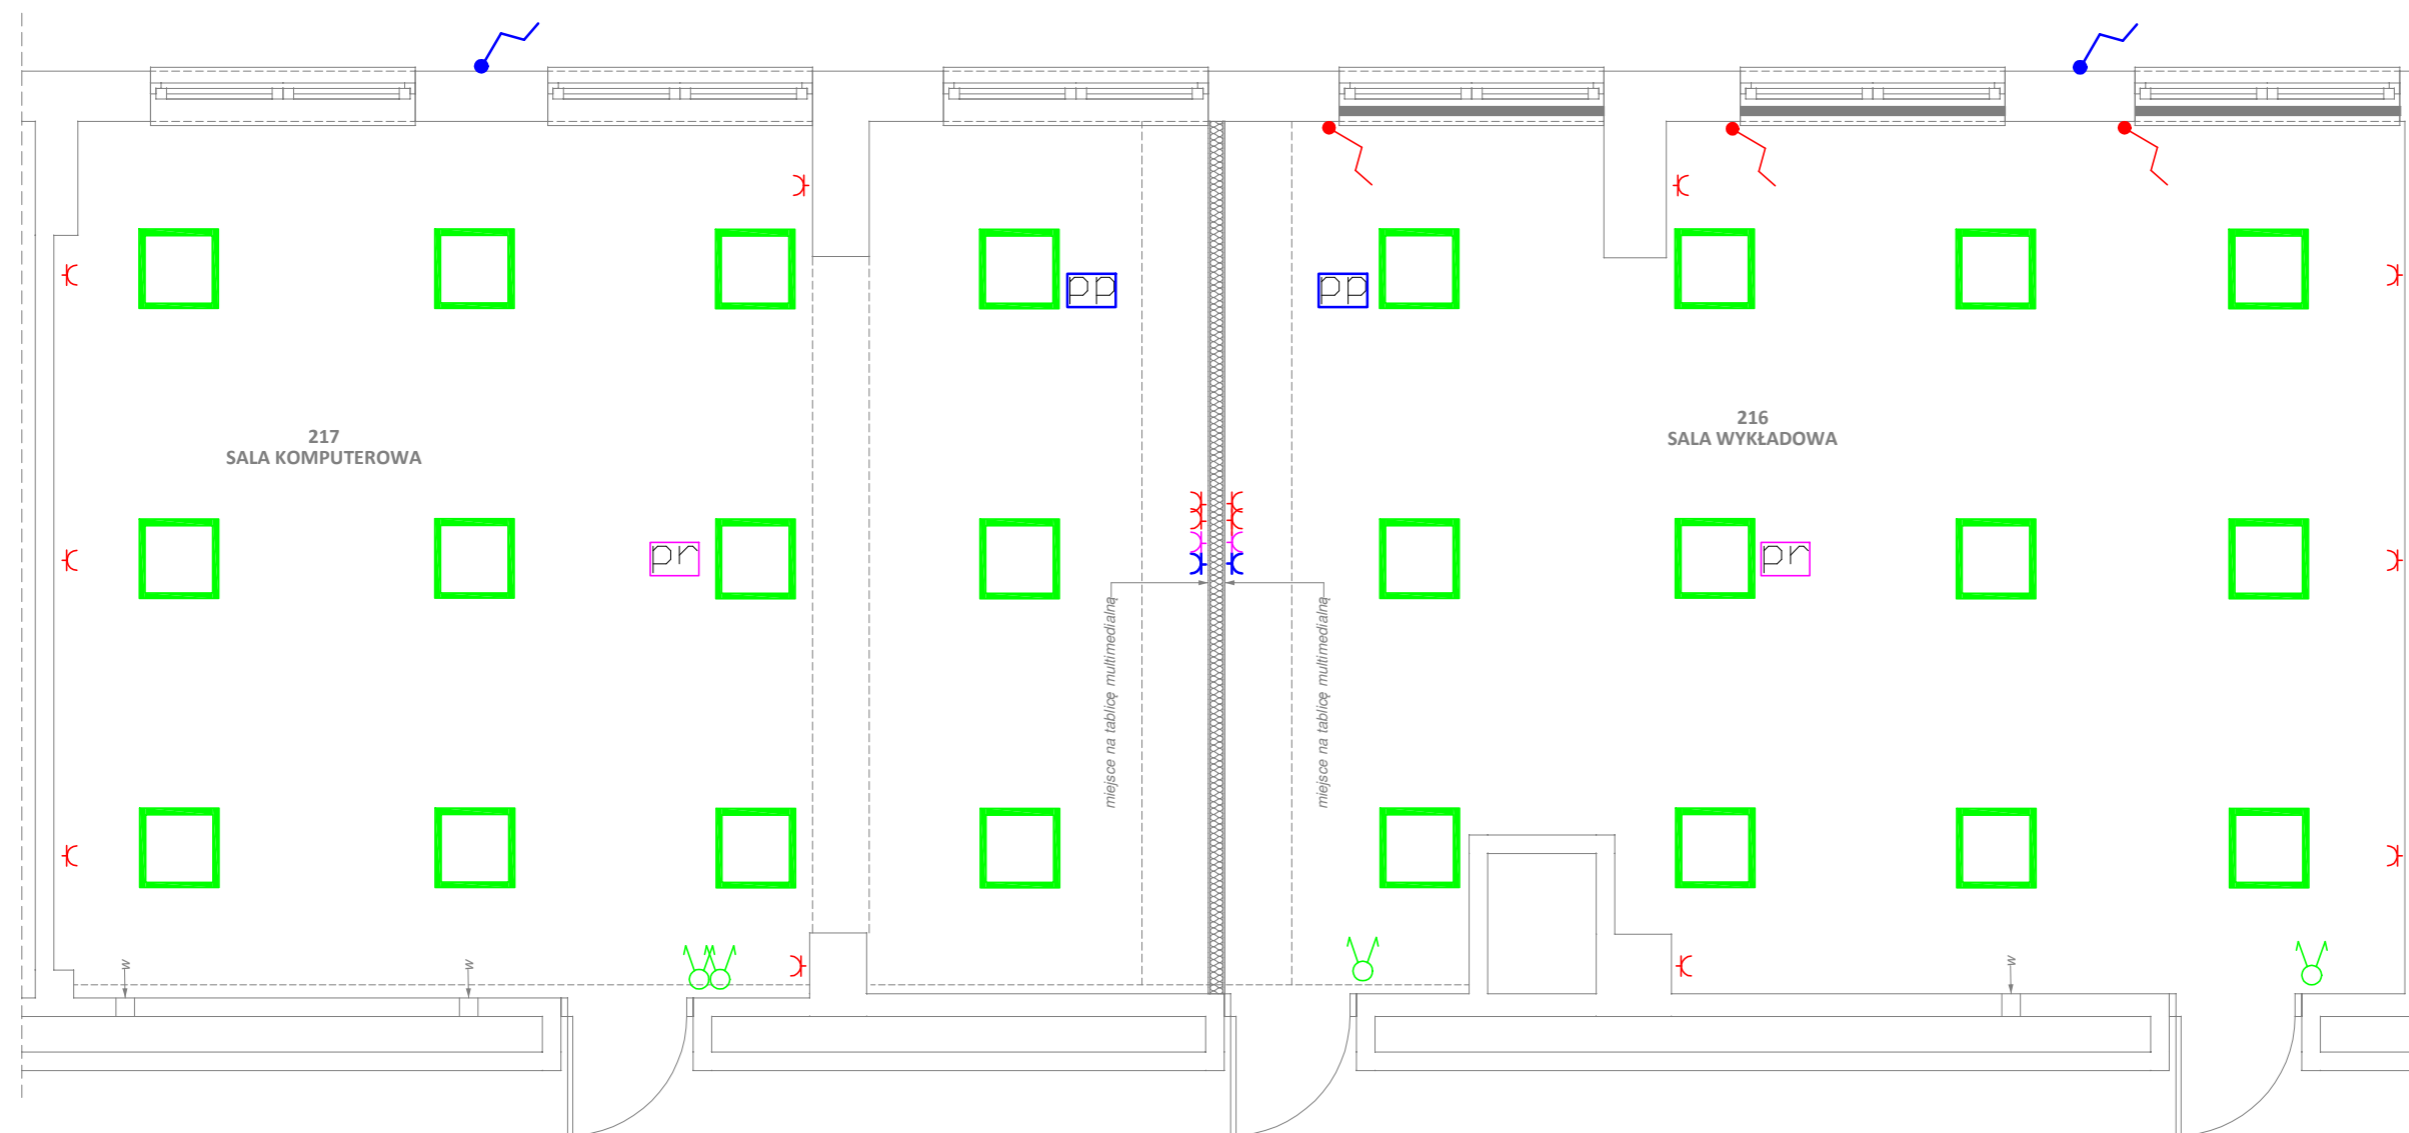 pp
pp
217
SALA KOMPUTEROWA
216
SALA WYKŁADOWA
pr
pr
miejsce na tablicę multimedialną
miejsce na tablicę multimedialną
w
w
w